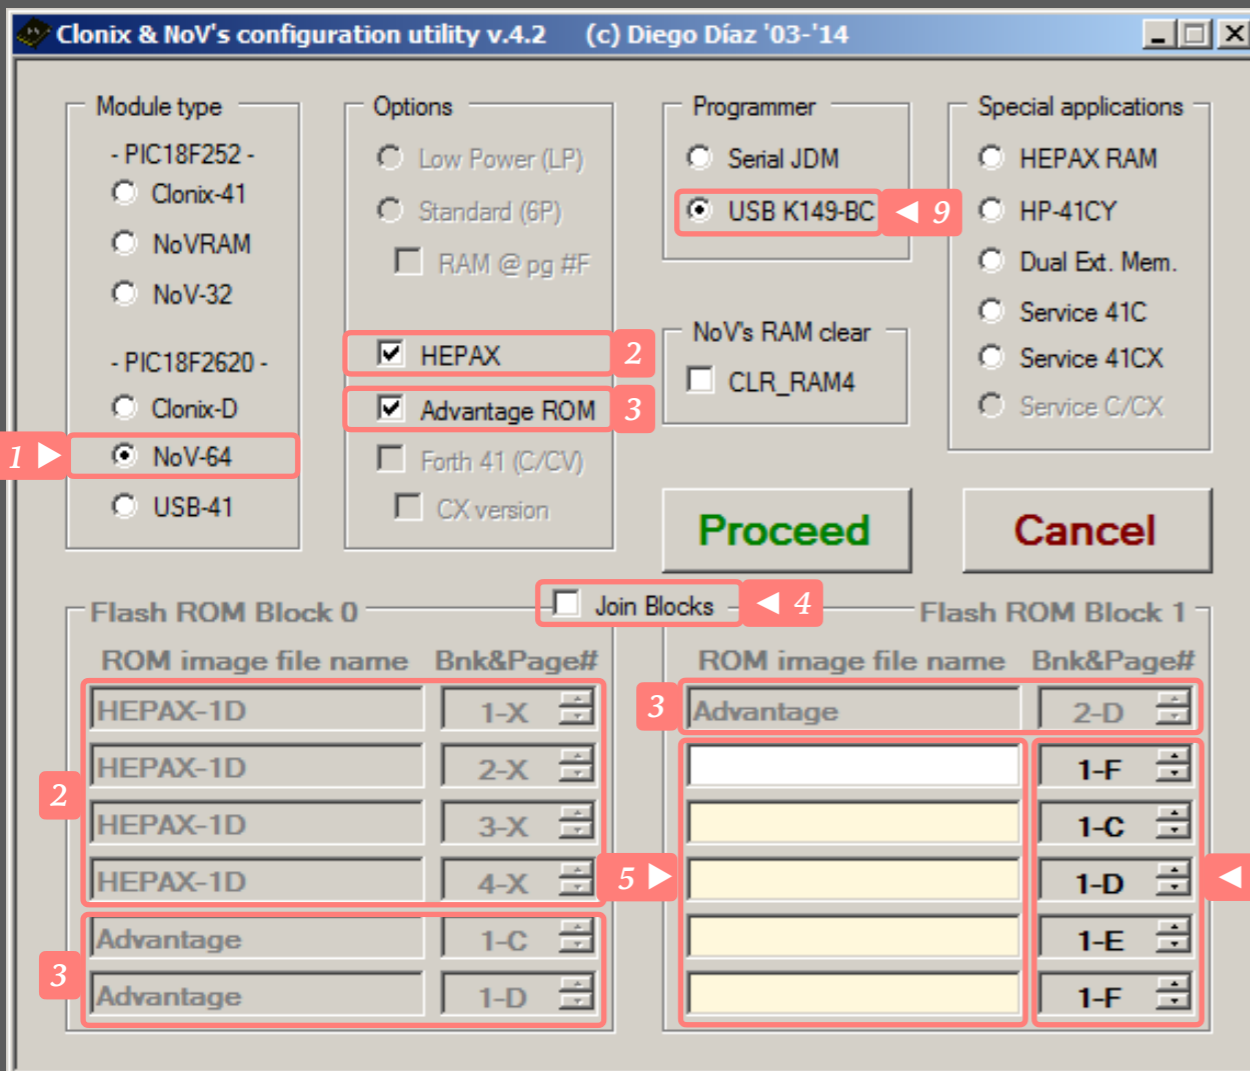 Clonix & NoV's configuration utility v.4.2 (c) Diego Díaz '03-'14
Module type
- PIC18F252 -
Clonix-41
NoVRAM
NoV-32
- PIC18F2620 -
Clonix-D
1 NoV-64
USB-41
Options
Low Power (LP)
Standard (6P)
RAM @ pg #F
HEPAX 2
Advantage ROM 3
Forth 41 (C/CV)
CX version
Programmer
Serial JDM
USB K149-BC 9
NoV's RAM clear
CLR_RAM4
Special applications
HEPAX RAM
HP-41CY
Dual Ext. Mem.
Service 41C
Service 41CX
Service C/CX
Proceed
Cancel
Join Blocks 4
Flash ROM Block 0
ROM image file name Bnk&Page#
HEPAX-1D 1-X
HEPAX-1D 2-X
2
HEPAX-1D 3-X
HEPAX-1D 4-X
Advantage 1-C
3
Advantage 1-D
Flash ROM Block 1
ROM image file name Bnk&Page#
3 Advantage 2-D
1-F
1-C
5 1-D
1-E
1-F